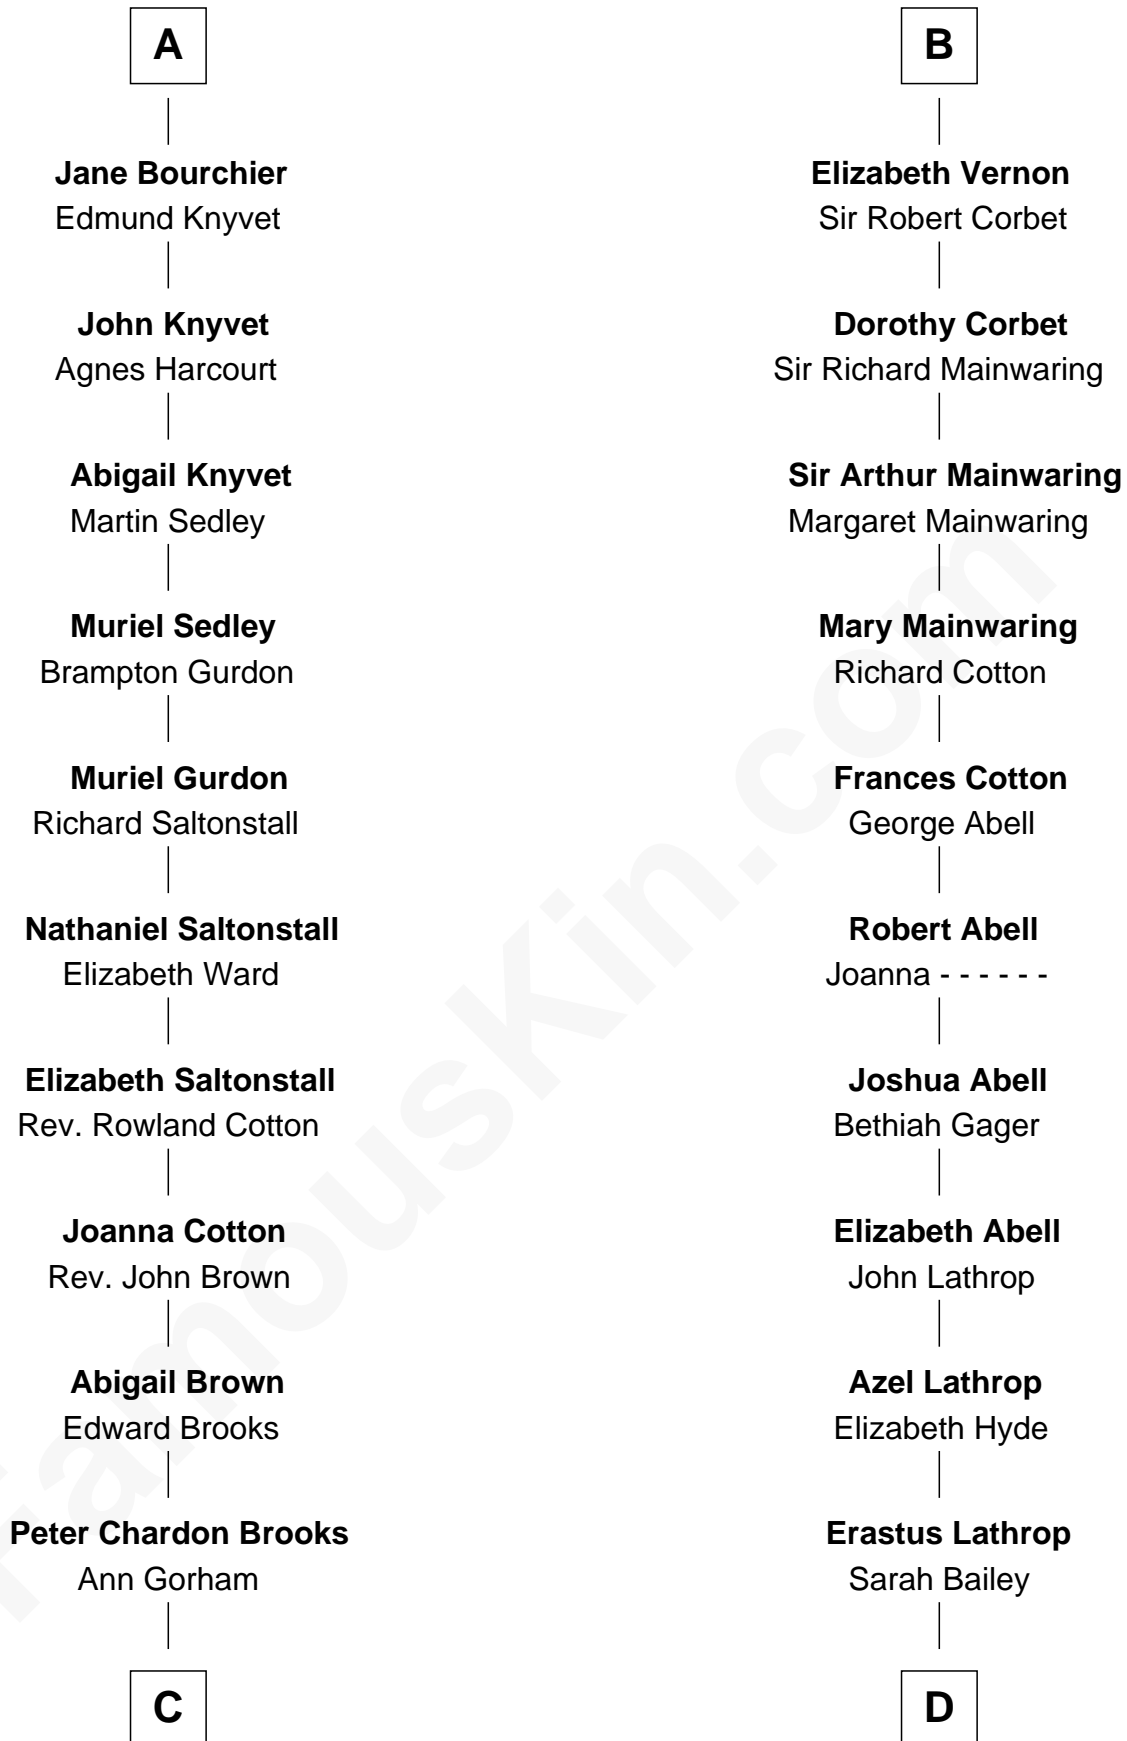 A
Jane Bourchier
Edmund Knyvet
John Knyvet
Agnes Harcourt
Abigail Knyvet
Martin Sedley
Muriel Sedley
Brampton Gurdon
Muriel Gurdon
Richard Saltonstall
Nathaniel Saltonstall
Elizabeth Ward
Elizabeth Saltonstall
Rev. Rowland Cotton
Joanna Cotton
Rev. John Brown
Abigail Brown
Edward Brooks
Peter Chardon Brooks
Ann Gorham
C
B
Elizabeth Vernon
Sir Robert Corbet
Dorothy Corbet
Sir Richard Mainwaring
Sir Arthur Mainwaring
Margaret Mainwaring
Mary Mainwaring
Richard Cotton
Frances Cotton
George Abell
Robert Abell
Joanna - - - - - -
Joshua Abell
Bethiah Gager
Elizabeth Abell
John Lathrop
Azel Lathrop
Elizabeth Hyde
Erastus Lathrop
Sarah Bailey
D
FamousKin.com